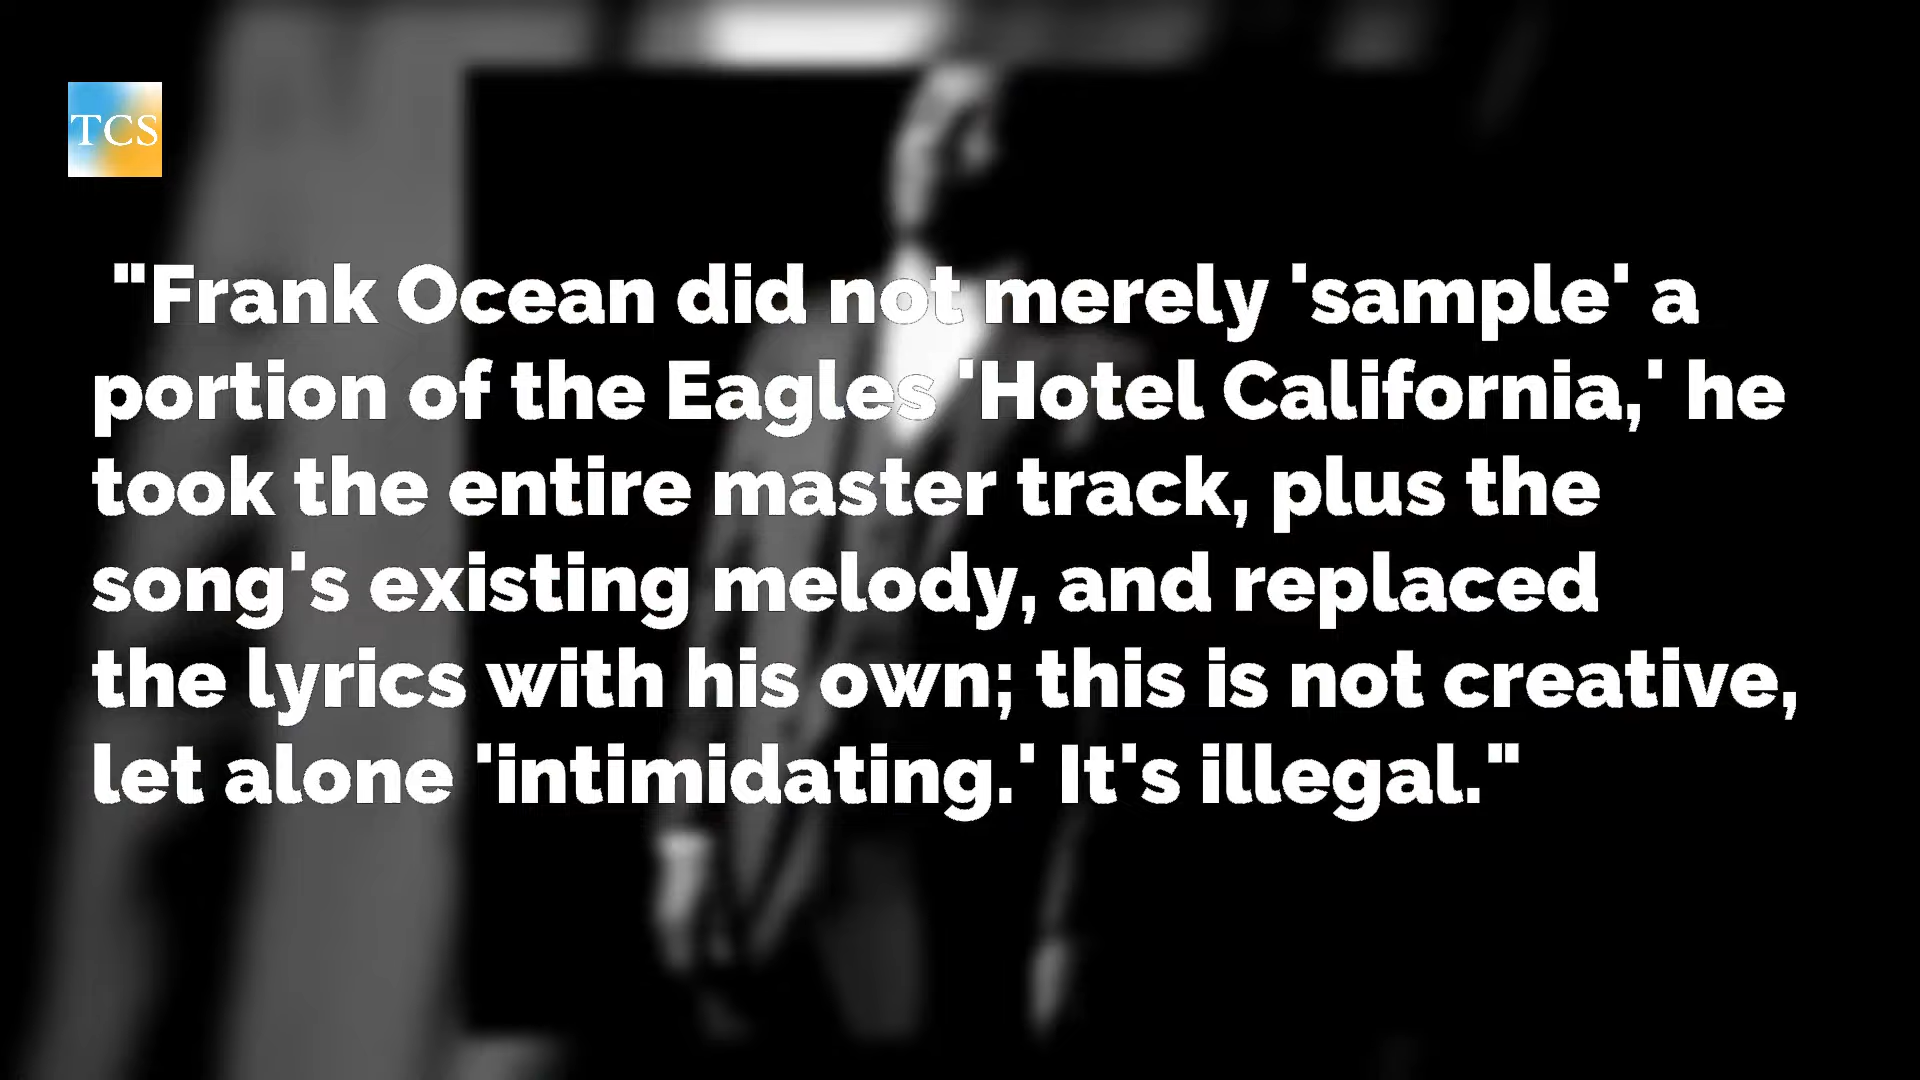 TCS
"Frank Ocean did not merely 'sample' a
portion of the Eagles 'Hotel California,' he
took the entire master track, plus the
song's existing melody, and replaced
the lyrics with his own; this is not creative,
let alone 'intimidating.' It's illegal."